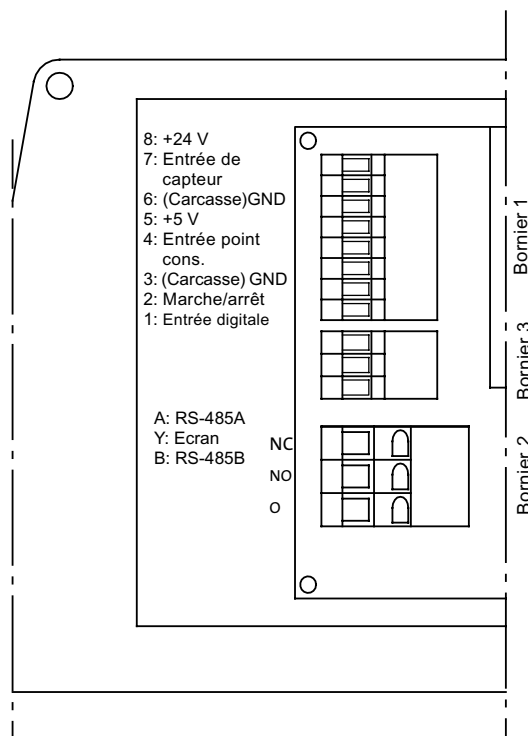 8: +24 V
7: Entrée de
capteur
6: (Carcasse)GND
5: +5 V
4: Entrée point
cons.
3: (Carcasse) GND
2: Marche/arrêt
1: Entrée digitale
Bornier 1
Bornier 3
A: RS-485A
Y: Ecran
B: RS-485B
NC
NO
O
Bornier 2